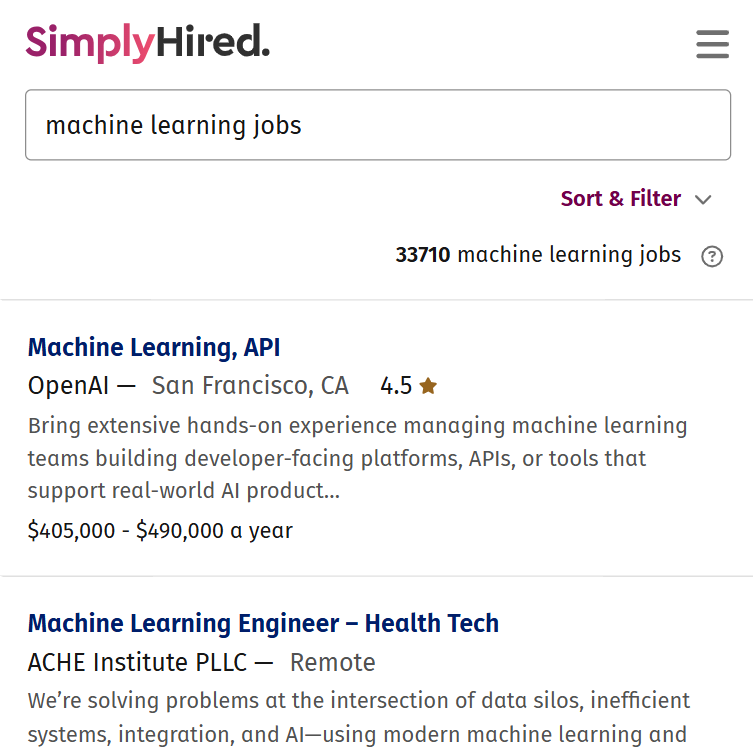 SimplyHired.
machine learning jobs
Sort & Filter
33710 machine learning jobs ?
Machine Learning, API
OpenAI — San Francisco, CA 4.5 ★
Bring extensive hands-on experience managing machine learning
teams building developer-facing platforms, APIs, or tools that
support real-world AI product...
$405,000 - $490,000 a year
Machine Learning Engineer – Health Tech
ACHE Institute PLLC — Remote
We’re solving problems at the intersection of data silos, inefficient
systems, integration, and AI—using modern machine learning and